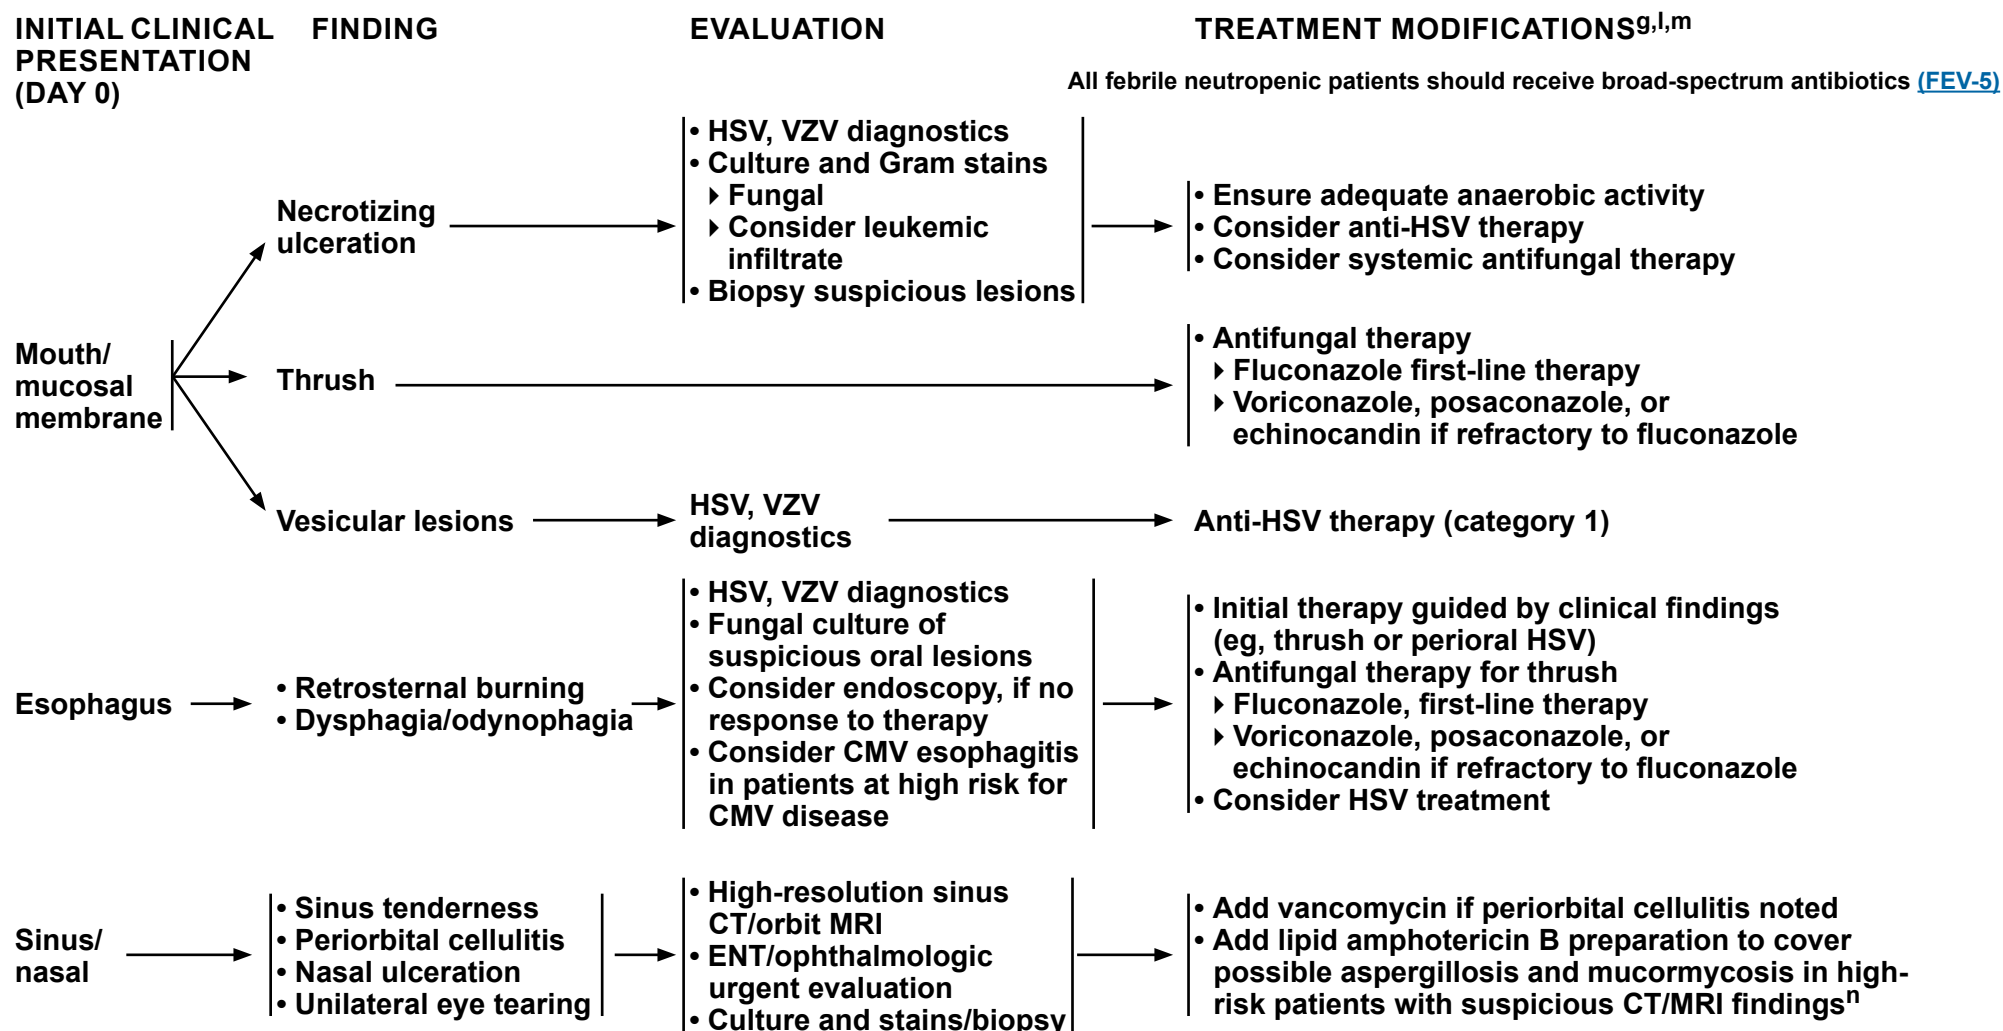 INITIAL CLINICAL PRESENTATION (DAY 0)
FINDING
EVALUATION
TREATMENT MODIFICATIONSg,l,m
All febrile neutropenic patients should receive broad-spectrum antibiotics (FEV-5)
Mouth/
mucosal
membrane
Necrotizing
ulceration
• HSV, VZV diagnostics
• Culture and Gram stains
▸ Fungal
▸ Consider leukemic
infiltrate
• Biopsy suspicious lesions
• Ensure adequate anaerobic activity
• Consider anti-HSV therapy
• Consider systemic antifungal therapy
Thrush
• Antifungal therapy
▸ Fluconazole first-line therapy
▸ Voriconazole, posaconazole, or
echinocandin if refractory to fluconazole
Vesicular lesions
HSV, VZV
diagnostics
Anti-HSV therapy (category 1)
Esophagus
• Retrosternal burning
• Dysphagia/odynophagia
• HSV, VZV diagnostics
• Fungal culture of
suspicious oral lesions
• Consider endoscopy, if no
response to therapy
• Consider CMV esophagitis
in patients at high risk for
CMV disease
• Initial therapy guided by clinical findings
(eg, thrush or perioral HSV)
• Antifungal therapy for thrush
▸ Fluconazole, first-line therapy
▸ Voriconazole, posaconazole, or
echinocandin if refractory to fluconazole
• Consider HSV treatment
Sinus/
nasal
• Sinus tenderness
• Periorbital cellulitis
• Nasal ulceration
• Unilateral eye tearing
• High-resolution sinus
CT/orbit MRI
• ENT/ophthalmologic
urgent evaluation
• Culture and stains/biopsy
• Add vancomycin if periorbital cellulitis noted
• Add lipid amphotericin B preparation to cover
possible aspergillosis and mucormycosis in high-
risk patients with suspicious CT/MRI findingsn